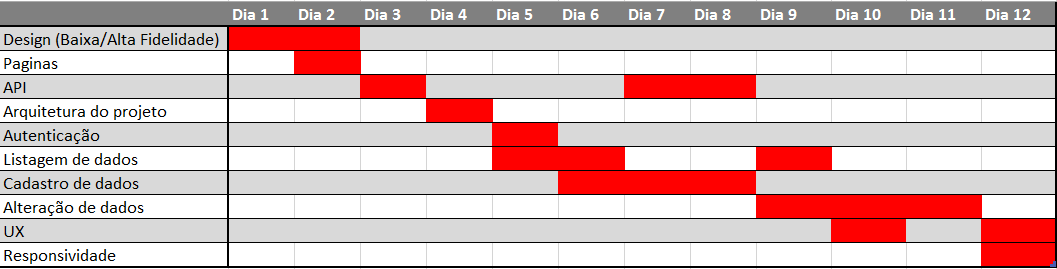 Dia 1 Dia 2 Dia 3 Dia 4 Dia 5 Dia 6 Dia 7 Dia 8 Dia 9 Dia 10 Dia 11 Dia 12
Design (Baixa/Alta Fidelidade)
Paginas
API
Arquitetura do projeto
Autenticação
Listagem de dados
Cadastro de dados
Alteração de dados
UX
Responsividade